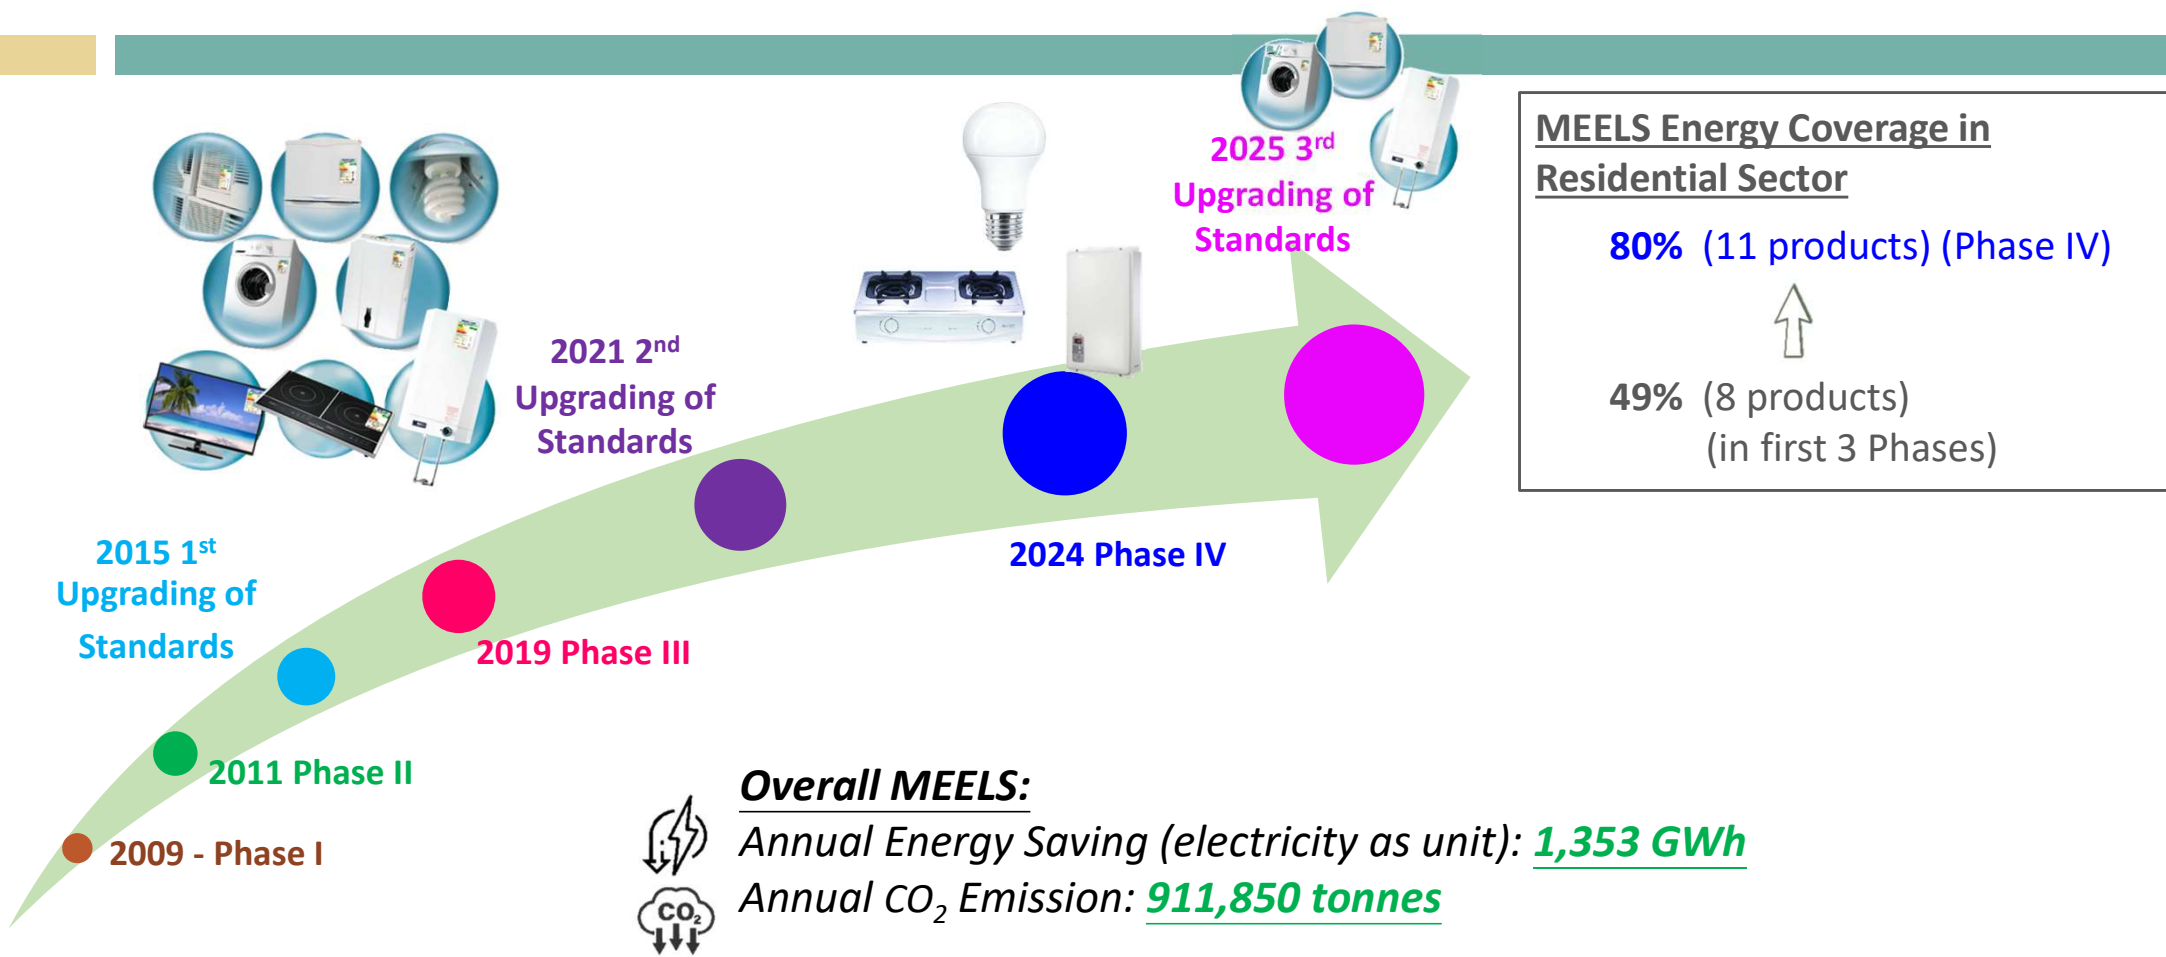 2025 3rd
Upgrading of
Standards
MEELS Energy Coverage in
Residential Sector
80% (11 products) (Phase IV)
49% (8 products)
(in first 3 Phases)
2021 2nd
Upgrading of
Standards
2024 Phase IV
2015 1st
Upgrading of
Standards
2019 Phase III
2011 Phase II
2009 - Phase I
Overall MEELS:
Annual Energy Saving (electricity as unit): 1,353 GWh
Annual CO2 Emission: 911,850 tonnes
CO2